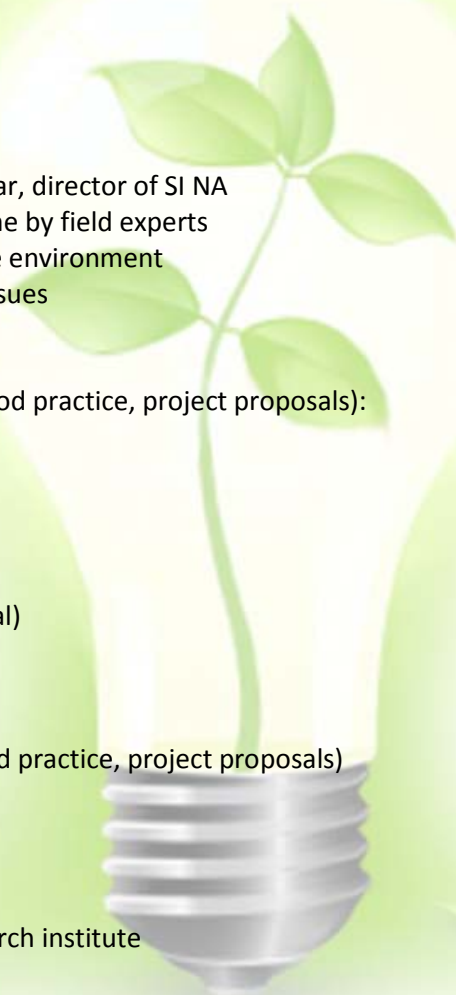 ar, director of SI NA
ne by field experts
e environment
sues
od practice, project proposals):
al)
d practice, project proposals)
rch institute